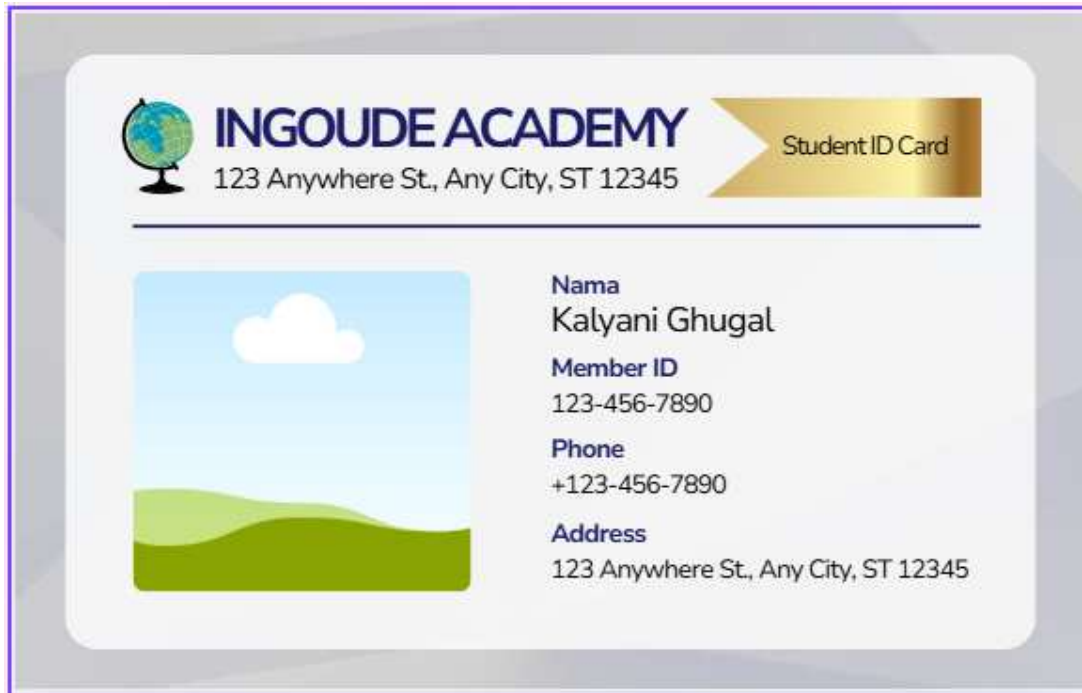 INGOUDE ACADEMY
123 Anywhere St., Any City, ST 12345
Student ID Card
Nama
Kalyani Ghugal
Member ID
123-456-7890
Phone
+123-456-7890
Address
123 Anywhere St., Any City, ST 12345